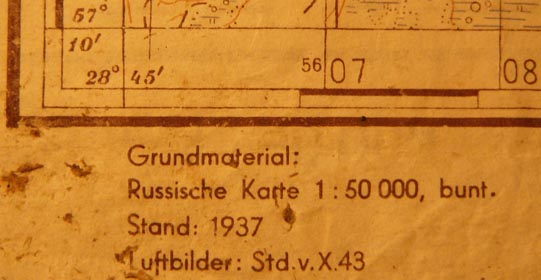 57°
10'
28° 45' 56 07 08
Grundmaterial:
Russische Karte 1 : 50 000, bunt.
Stand: 1937
Luftbilder: Std. v. X. 43